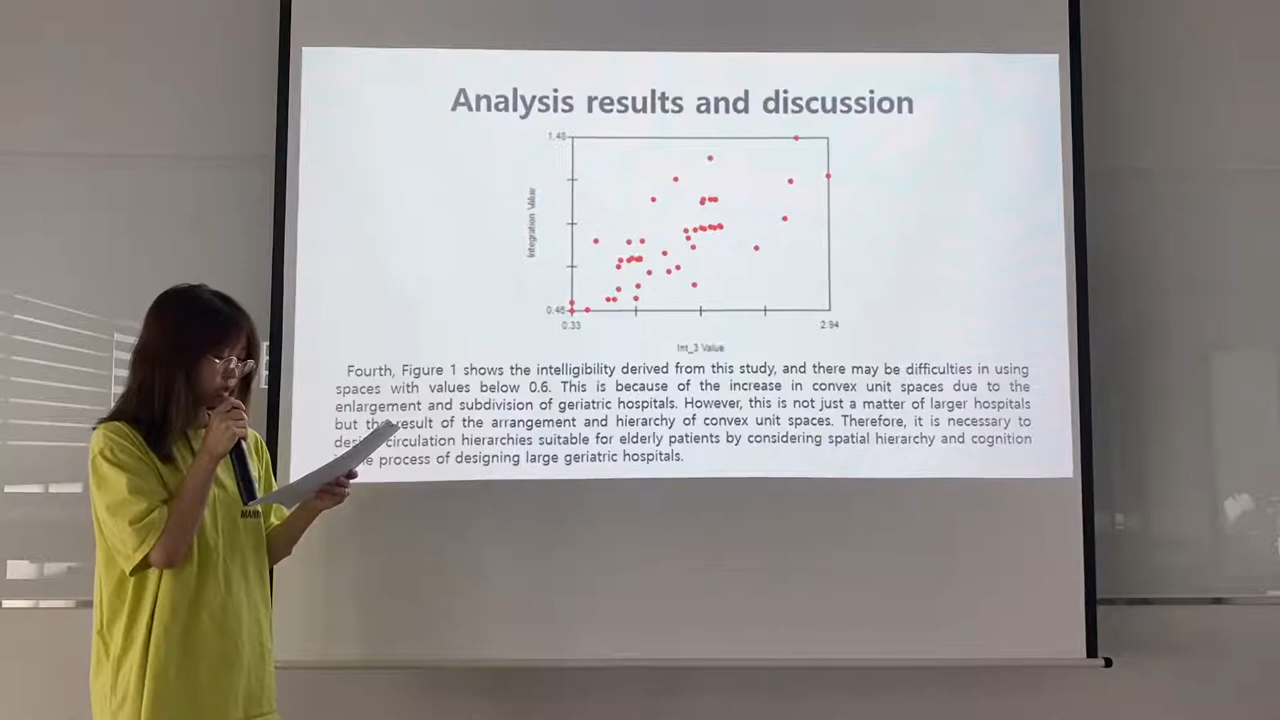 Analysis results and discussion
1.48
Integration Value
0.48
0.33
2.94
Int_3 Value
Fourth, Figure 1 shows the intelligibility derived from this study, and there may be difficulties in using
spaces with values below 0.6. This is because of the increase in convex unit spaces due to the
enlargement and subdivision of geriatric hospitals. However, this is not just a matter of larger hospitals
but the result of the arrangement and hierarchy of convex unit spaces. Therefore, it is necessary to
circulation hierarchies suitable for elderly patients by considering spatial hierarchy and cognition
process of designing large geriatric hospitals.